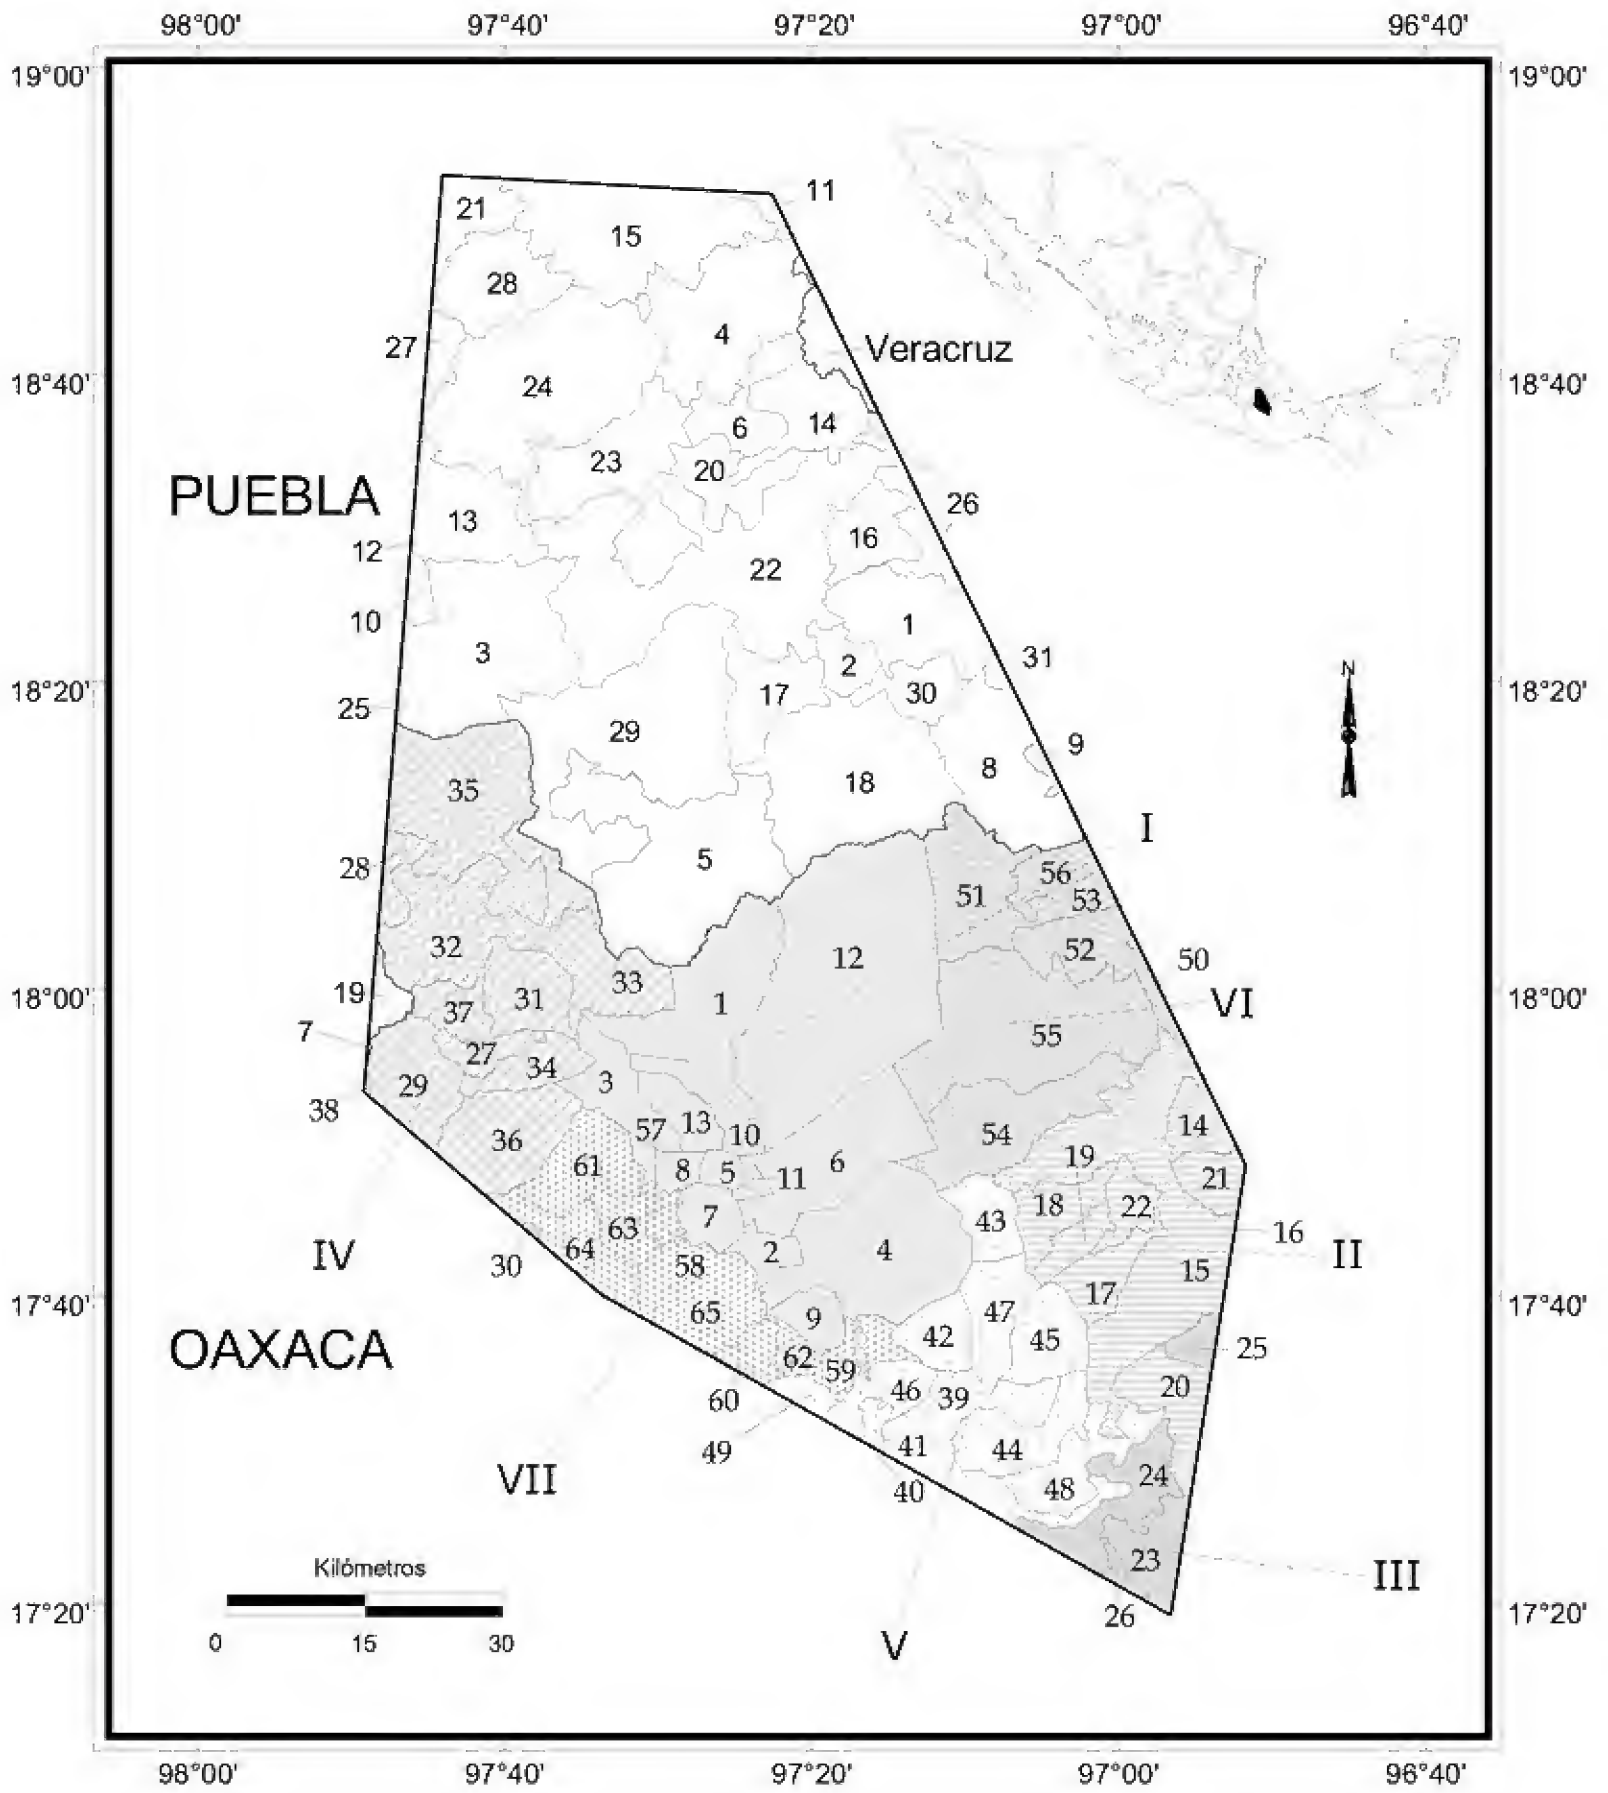 98°00' 97°40' 97°20' 97°00' 96°40'
19°00' 19°00'
11
21
15
28
4
27
Veracruz
18°40' 24 18°40'
6 14
23 20
PUEBLA
26
13
16
12
22
10 1
3 31
2
18°20' 17 30 18°20'
25
29 9
8
18
35
I
5
28 56
51 53
32 12 52 50
33
19 31 1 VI
18°00' 37 18°00'
7 55
27 34
29 3
38 13 14
57 10 54
36 19
61 8 5 11 6 21
18 22
7 43
63 16
IV 64 2 4 II
30 58 15
17
17°40' 65 9 47 17°40'
42 45
OAXACA 25
62 59
46 39 20
60
49 41 44
VII 24
40 48
23
Kilómetros III
17°20' 26 17°20'
0 15 30 V
N
98°00' 97°40' 97°20' 97°00' 96°40'